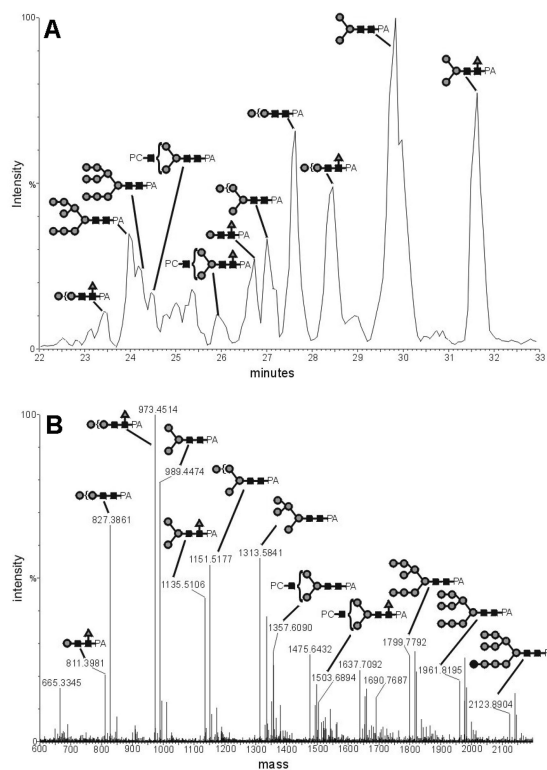 A
100
Intensity
%
0
22 23 24 25 26 27 28 29 30 31 32 33
minutes
PA
PA
PA
PC PA
PC PA
PA
PA
PA
PA
PA
PA
B
100
intensity
%
0
600 700 800 900 1000 1100 1200 1300 1400 1500 1600 1700 1800 1900 2000 2100
mass
PA
973.4514
PA
989.4474
PA
827.3861
PA
1151.5177
PA
1313.5841
PA
1135.5106
PC PA
1357.6090
PC PA
1503.6894
PA
1799.7792
PA
1961.8195
PA
2123.8904
PA
811.3981
665.3345
1475.6432
1637.7092
1690.7687